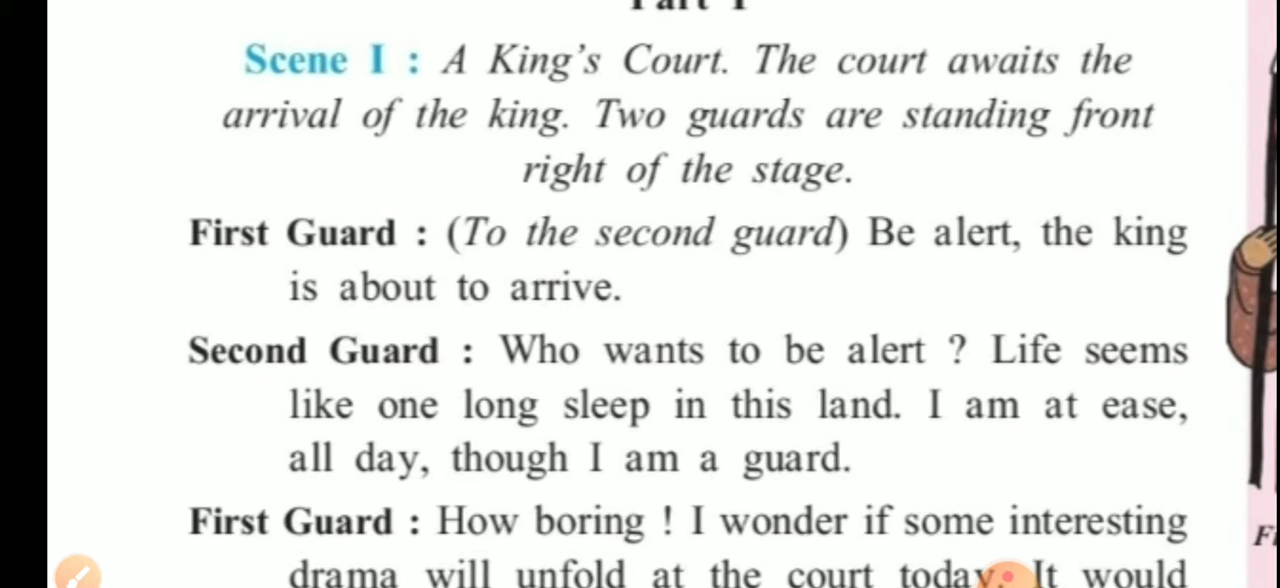 Part I
Scene I : A King's Court. The court awaits the
arrival of the king. Two guards are standing front
right of the stage.
First Guard : (To the second guard) Be alert, the king
is about to arrive.
Second Guard : Who wants to be alert ? Life seems
like one long sleep in this land. I am at ease,
all day, though I am a guard.
First Guard : How boring ! I wonder if some interesting
drama will unfold at the court today. It would